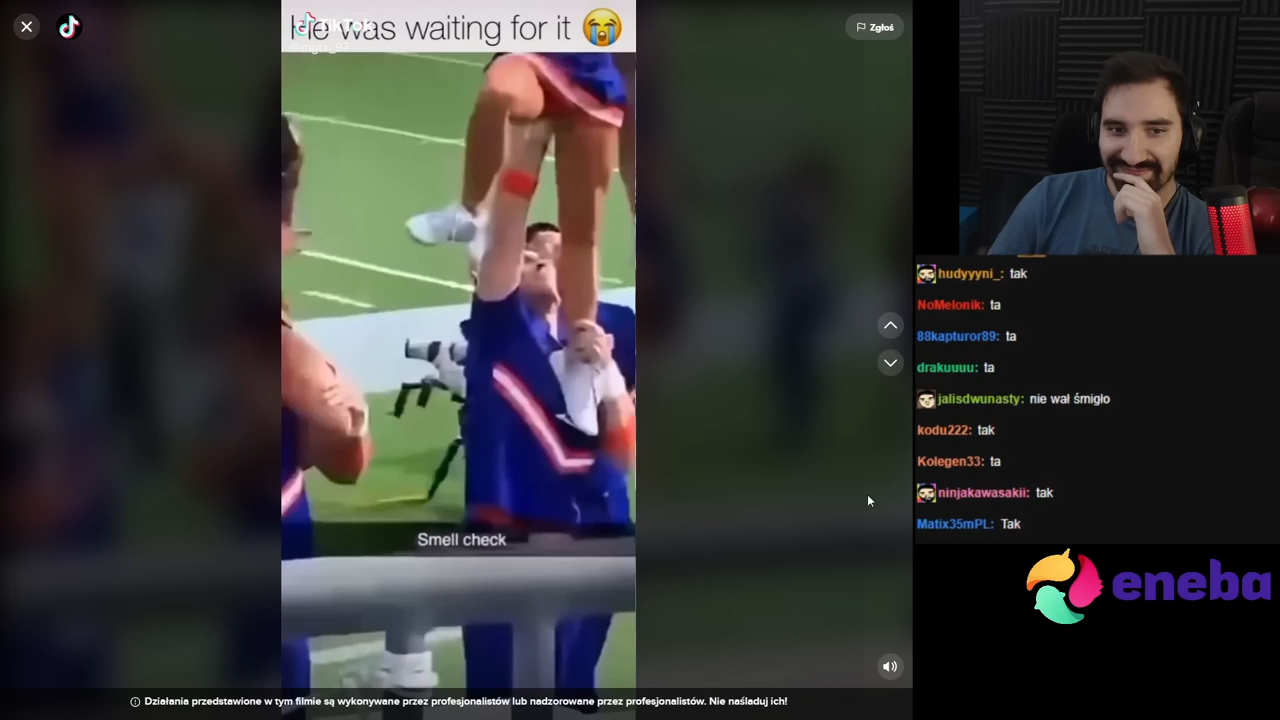 He was waiting for it 😭
TikTok
Zgłoś
Smell check
Działania przedstawione w tym filmie są wykonywane przez profesjonalistów lub nadzorowane przez profesjonalistów. Nie naśladuj ich!
hudyyyni_: tak
NoMelonik: ta
88kapturor89: ta
drakuuuu: ta
jalisdwunasty: nie wał śmigło
kodu222: tak
Kolegen33: ta
ninjakawasakii: tak
Matix35mPL: Tak
eneba